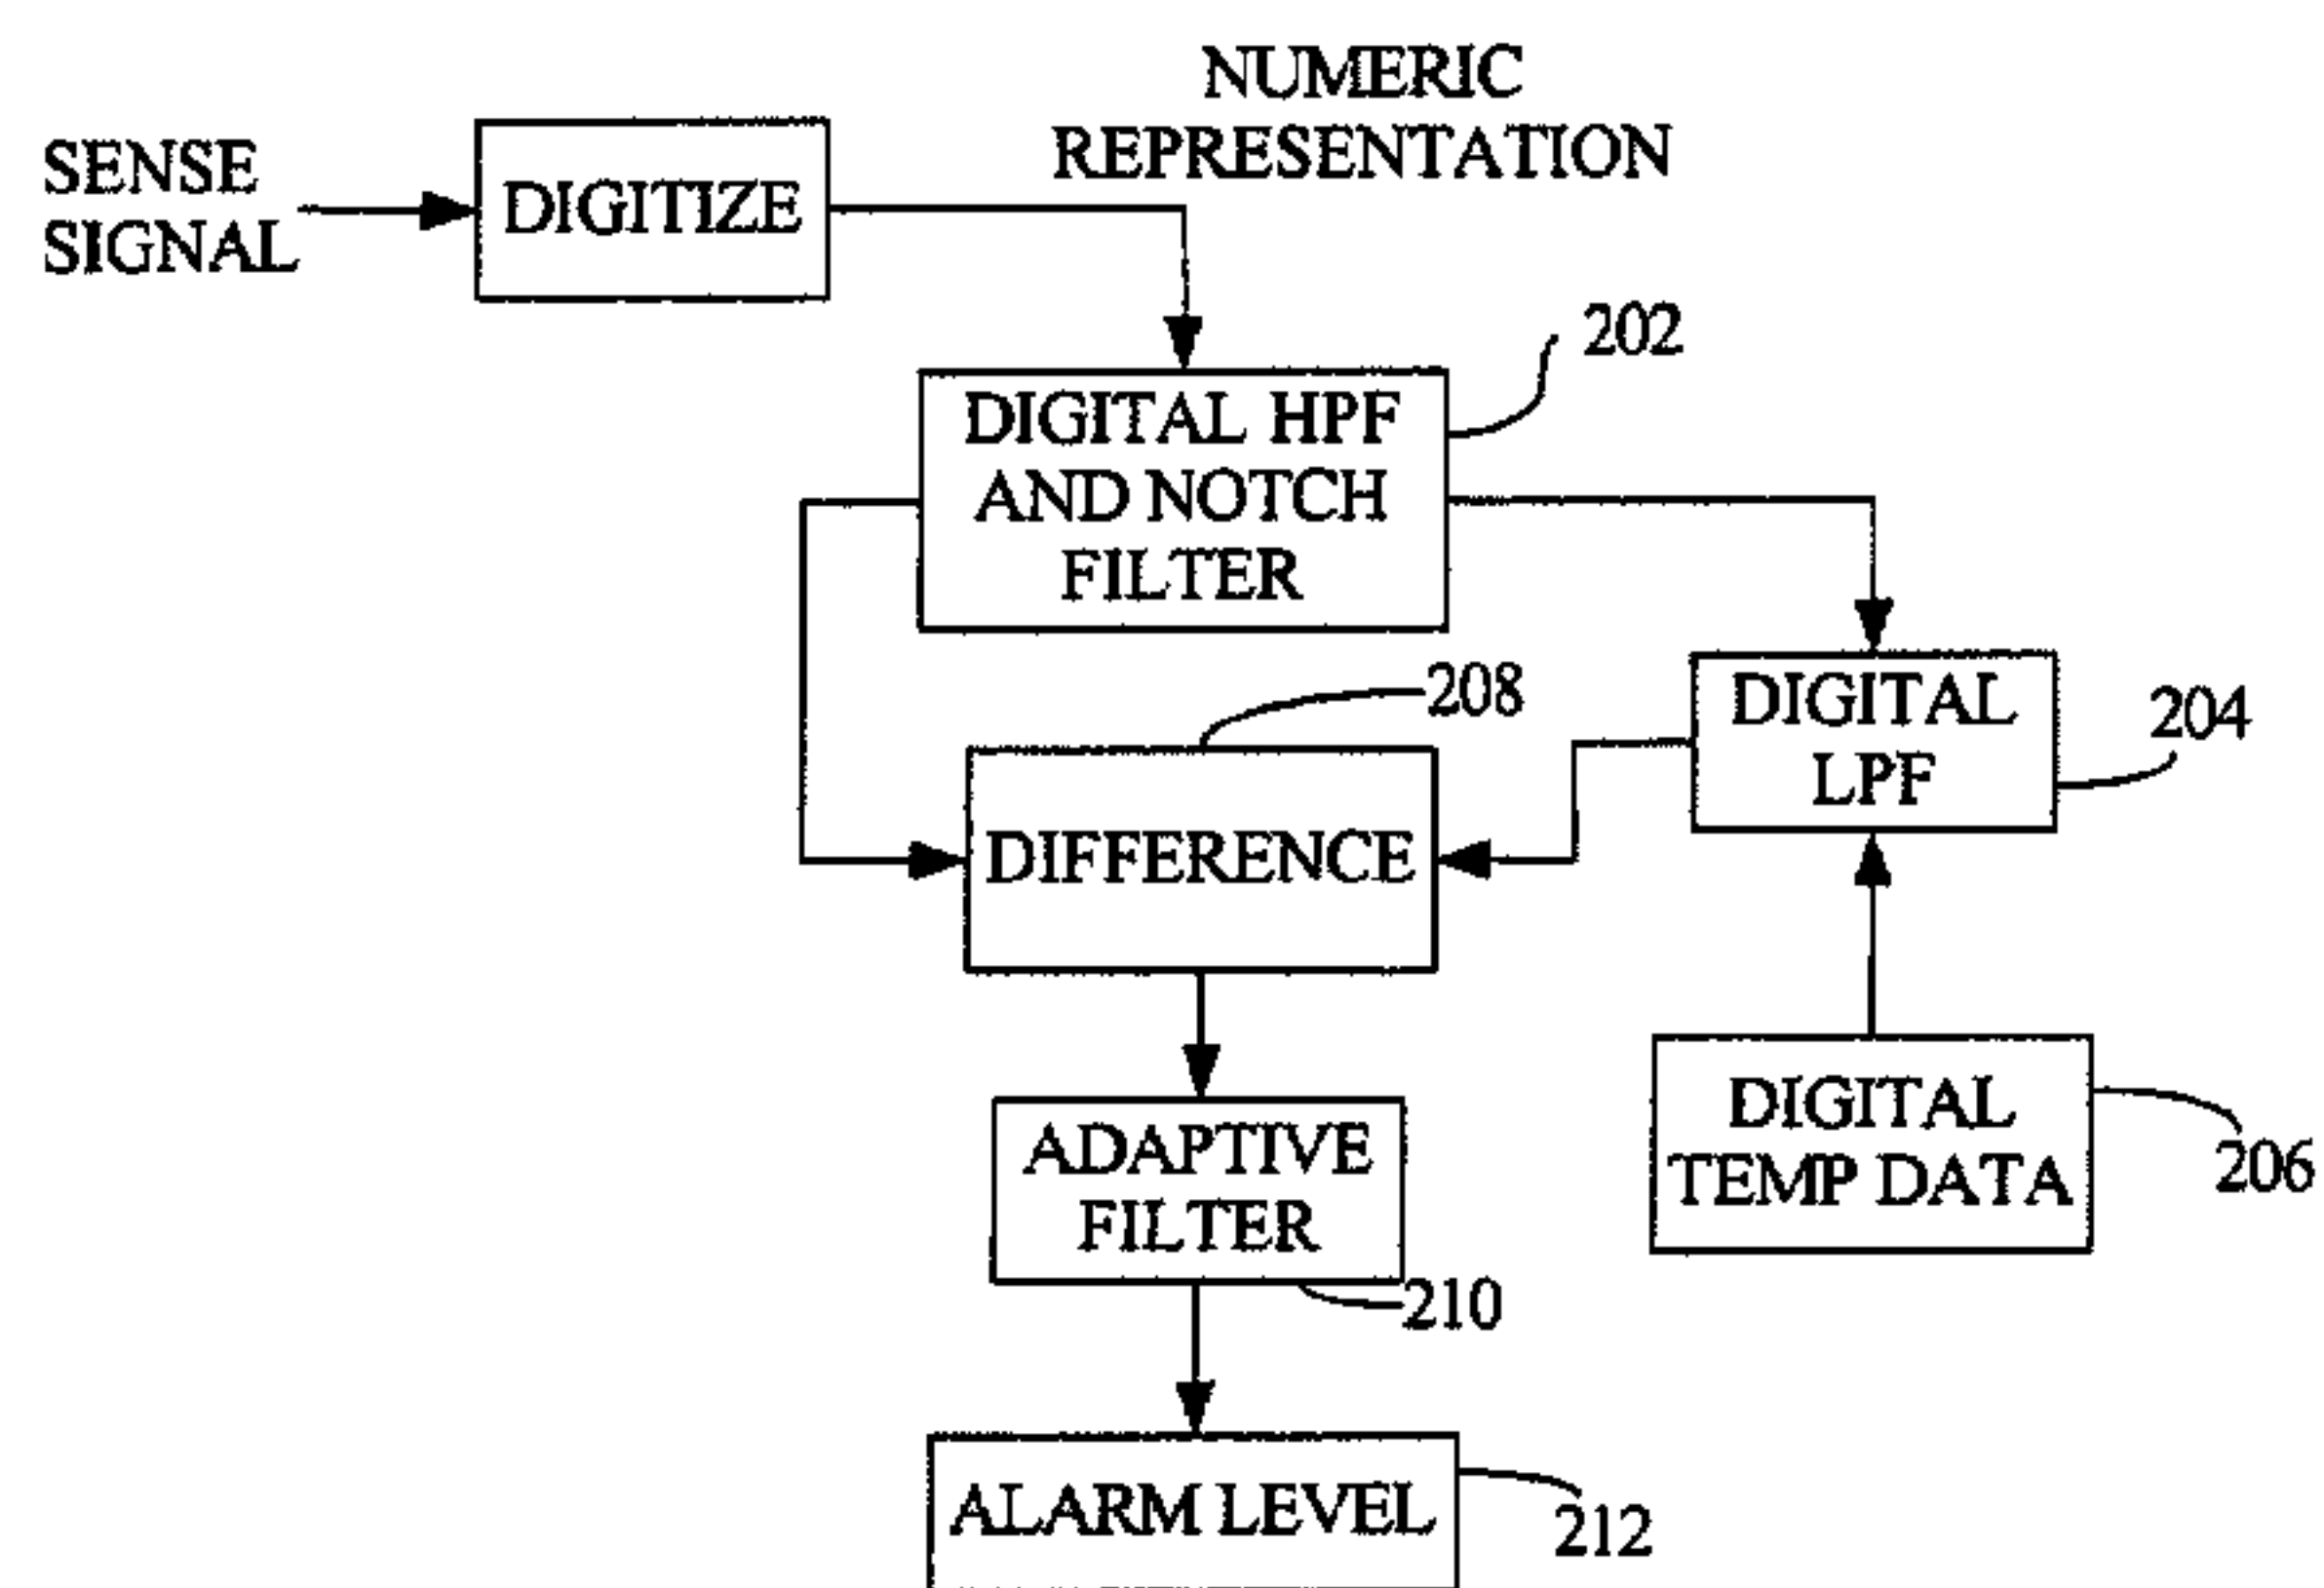 NUMERIC
REPRESENTATION
SENSE
SIGNAL
DIGITIZE
202
DIGITAL HPF
AND NOTCH
FILTER
208
DIGITAL
LPF
204
DIFFERENCE
DIGITAL
TEMP DATA
206
ADAPTIVE
FILTER
210
ALARM LEVEL
212